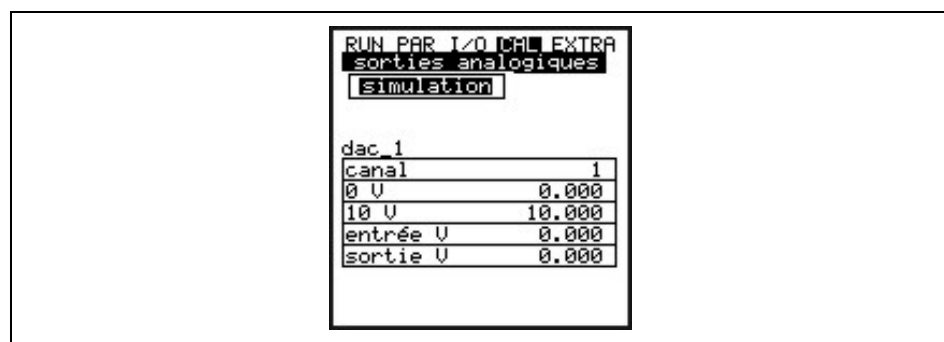 RUN PAR I/O CAL EXTRA
sorties analogiques
simulation
dac_1
canal 1
0 V 0.000
10 V 10.000
entrée V 0.000
sortie V 0.000